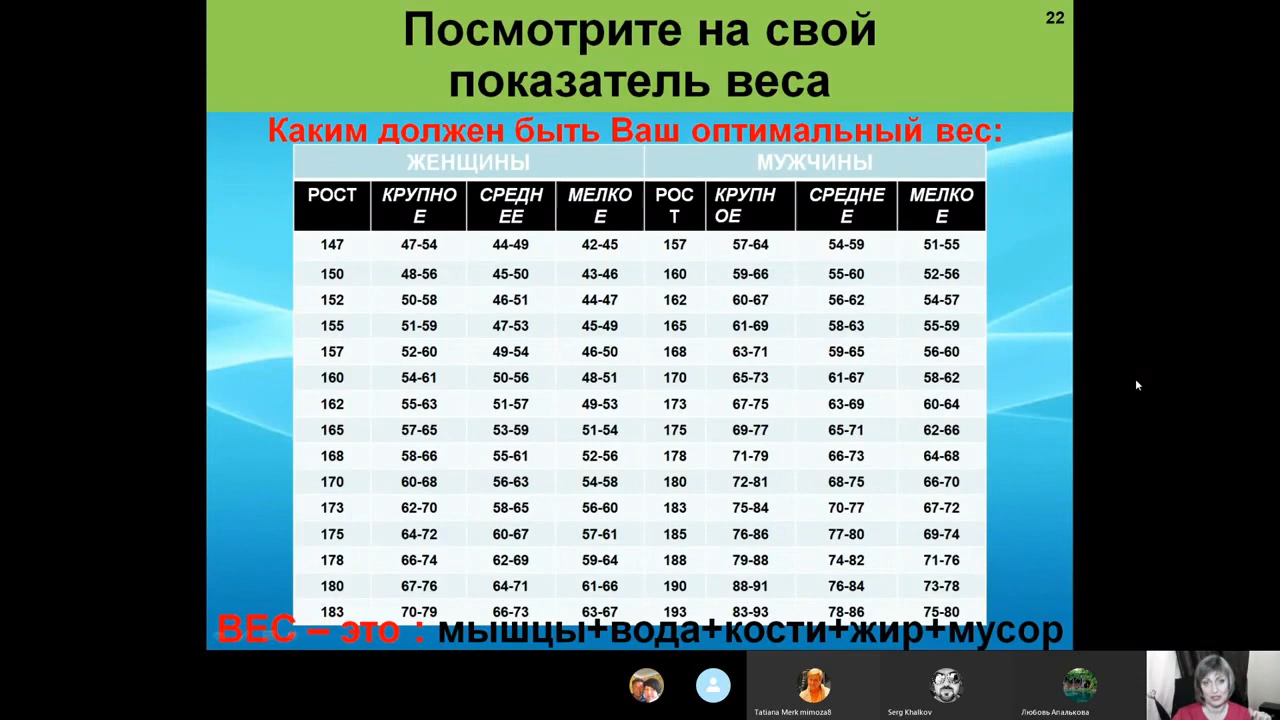 22
Посмотрите на свой
показатель веса
Каким должен быть Ваш оптимальный вес:
ЖЕНЩИНЫ МУЖЧИНЫ
РОСТ КРУПНО СРЕДН МЕЛКО РОС КРУПН СРЕДНЕ МЕЛКО
Е ЕЕ Е Т ОЕ Е Е
147 47-54 44-49 42-45 157 57-64 54-59 51-55
150 48-56 45-50 43-46 160 59-66 55-60 52-56
152 50-58 46-51 44-47 162 60-67 56-62 54-57
155 51-59 47-53 45-49 165 61-69 58-63 55-59
157 52-60 49-54 46-50 168 63-71 59-65 56-60
160 54-61 50-56 48-51 170 65-73 61-67 58-62
162 55-63 51-57 49-53 173 67-75 63-69 60-64
165 57-65 53-59 51-54 175 69-77 65-71 62-66
168 58-66 55-61 52-56 178 71-79 66-73 64-68
170 60-68 56-63 54-58 180 72-81 68-75 66-70
173 62-70 58-65 56-60 183 75-84 70-77 67-72
175 64-72 60-67 57-61 185 76-86 77-80 69-74
178 66-74 62-69 59-64 188 79-88 74-82 71-76
180 67-76 64-71 61-66 190 88-91 76-84 73-78
183 70-79 66-73 63-67 193 83-93 78-86 75-80
ВЕС – это : мышцы+вода+кости+жир+мусор
Tatiana Merk mimoza8 Serg Khalkov Любовь Апалькова